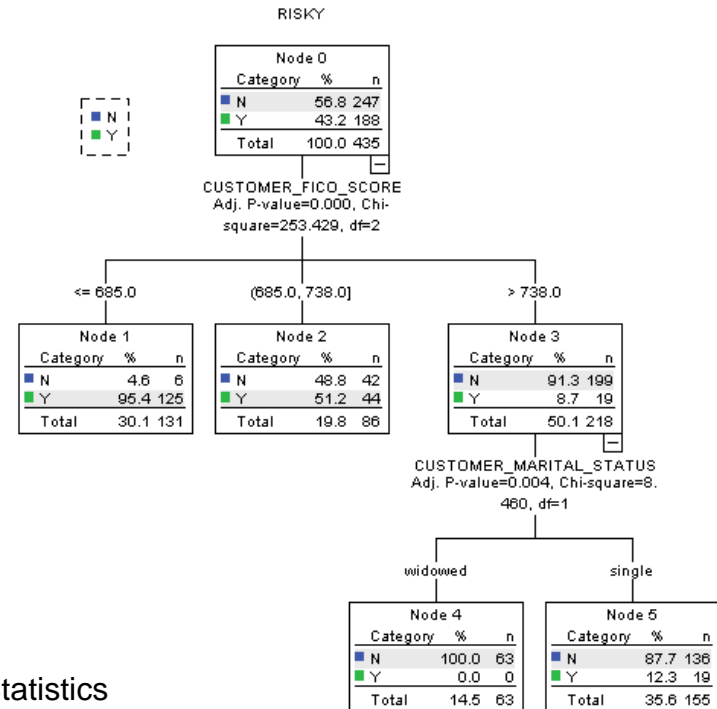 RISKY
N
Y
Node 0
Category % n
N 56.8 247
Y 43.2 188
Total 100.0 435
CUSTOMER_FICO_SCORE
Adj. P-value=0.000, Chi-
square=253.429, df=2
<= 685.0
(685.0, 738.0]
> 738.0
Node 1
Category % n
N 4.6 6
Y 95.4 125
Total 30.1 131
Node 2
Category % n
N 48.8 42
Y 51.2 44
Total 19.8 86
Node 3
Category % n
N 91.3 199
Y 8.7 19
Total 50.1 218
CUSTOMER_MARITAL_STATUS
Adj. P-value=0.004, Chi-square=8.
460, df=1
widowed
single
Node 4
Category % n
N 100.0 63
Y 0.0 0
Total 14.5 63
Node 5
Category % n
N 87.7 136
Y 12.3 19
Total 35.6 155
tatistics